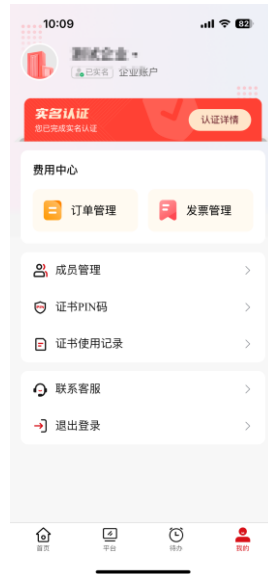 10:09
82
已实名 企业账户
实名认证
您已完成实名认证
认证详情
费用中心
订单管理
发票管理
成员管理
证书PIN码
证书使用记录
联系客服
退出登录
首页
平台
待办
我的